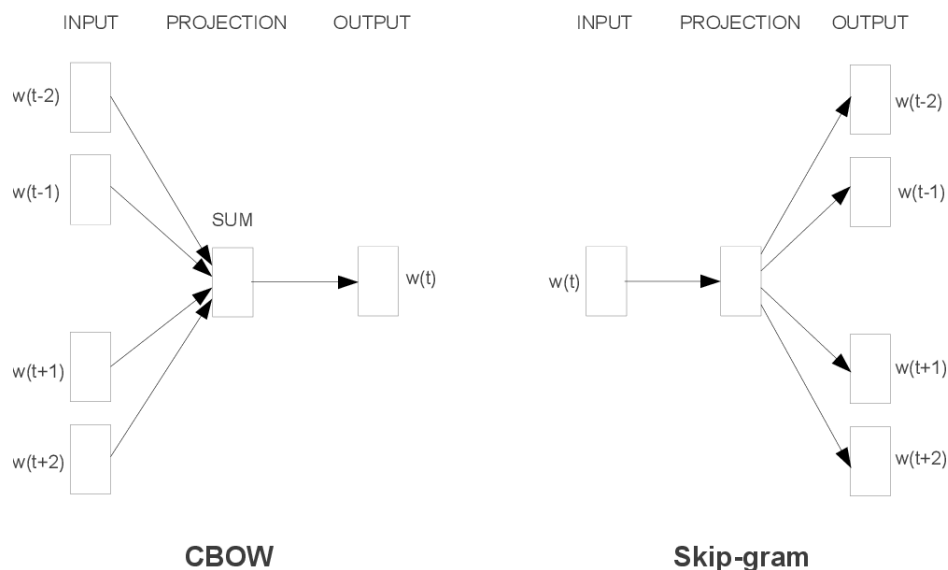 INPUT PROJECTION OUTPUT
w(t-2)
w(t-1)
SUM
w(t)
w(t+1)
w(t+2)
CBOW
INPUT PROJECTION OUTPUT
w(t-2)
w(t-1)
w(t)
w(t+1)
w(t+2)
Skip-gram